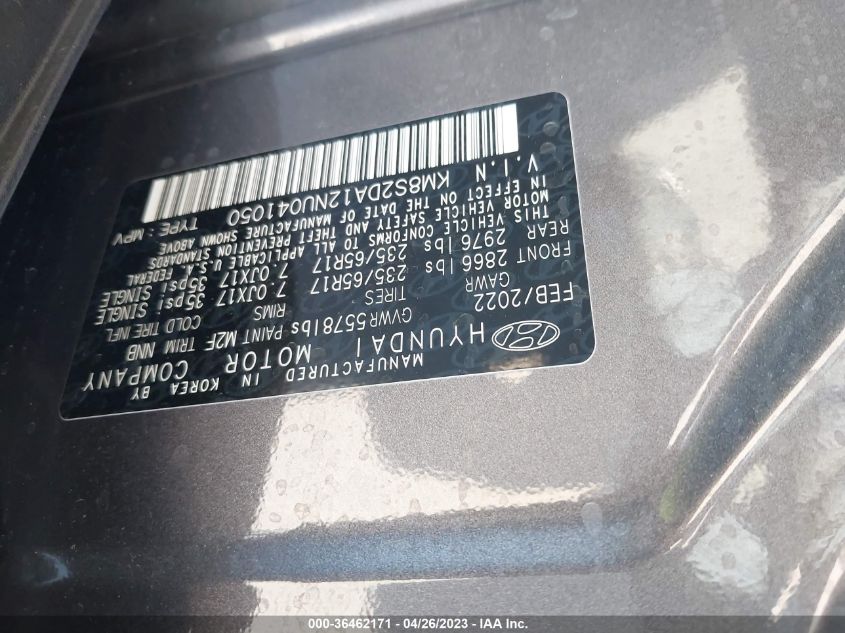 MANUFACTURED IN KOREA BY
HYUNDAI MOTOR COMPANY
FEB/2022 GVWR 5578 lbs PAINT M2F TRIM NNB
GAWR TIRES RIMS COLD TIRE INFL
FRONT 2866 lbs 235/65R17 7.0JX17 35psi SINGLE
REAR 2976 lbs 235/65R17 7.0JX17 35psi SINGLE
THIS VEHICLE CONFORMS TO ALL APPLICABLE U.S.A. FEDERAL
MOTOR VEHICLE SAFETY AND THEFT PREVENTION STANDARDS
IN EFFECT ON THE DATE OF MANUFACTURE SHOWN ABOVE
V.I.N KM8S2DA12NU041050 TYPE: MPV
000-36462171 - 04/26/2023 - IAA Inc.